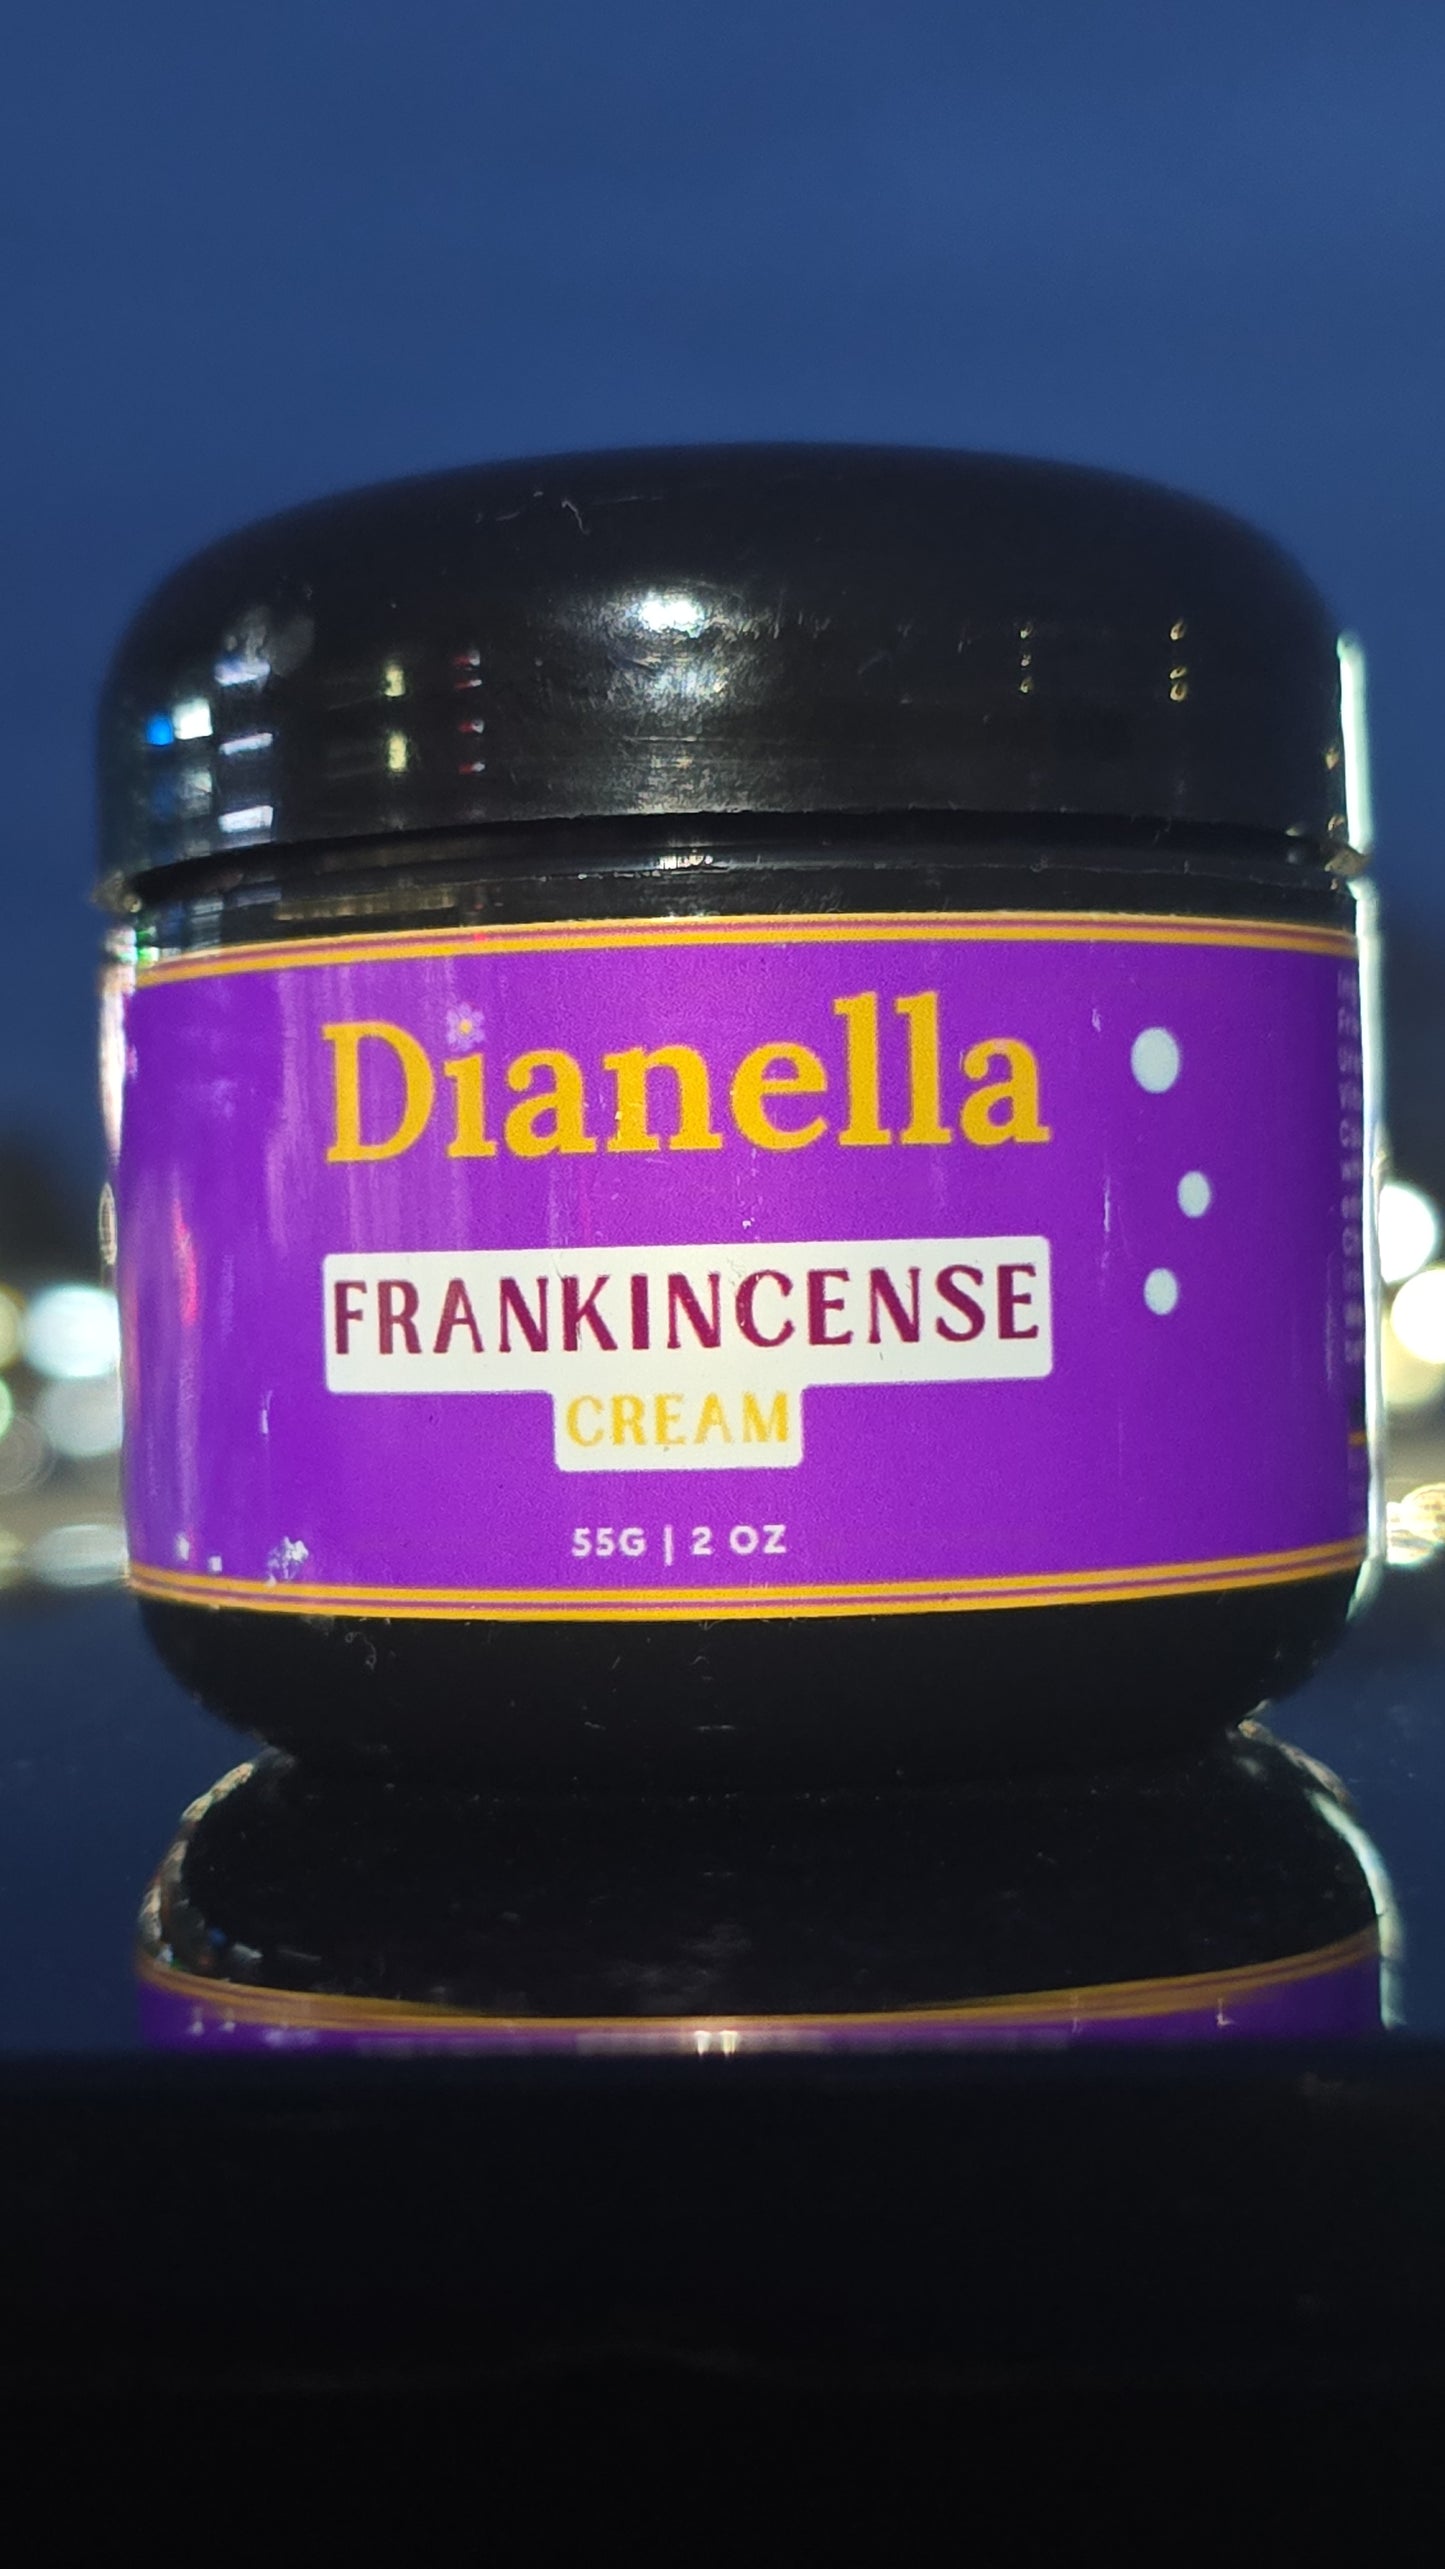 Dianella
FRANKINCENSE
CREAM
55G | 2 OZ